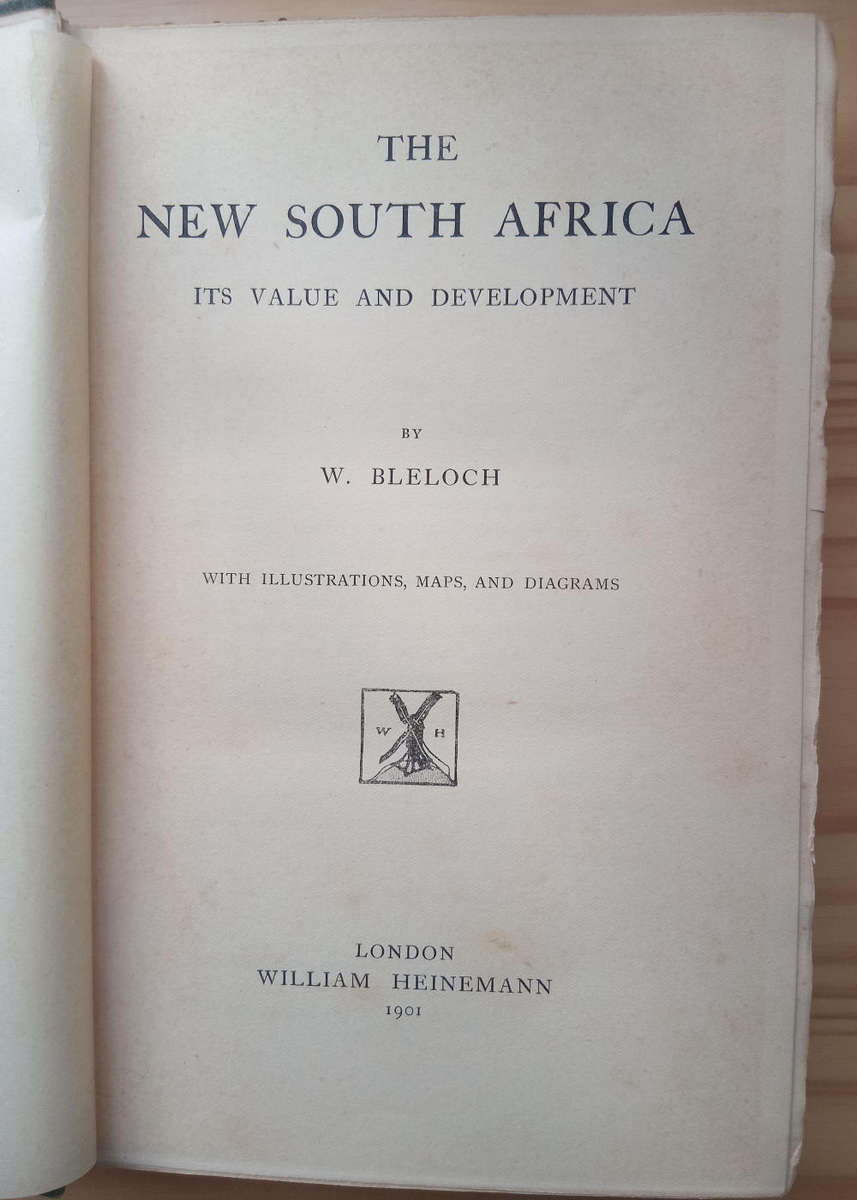 THE
NEW SOUTH AFRICA
ITS VALUE AND DEVELOPMENT
BY
W. BLELOCH
WITH ILLUSTRATIONS, MAPS, AND DIAGRAMS
W H
LONDON
WILLIAM HEINEMANN
1901